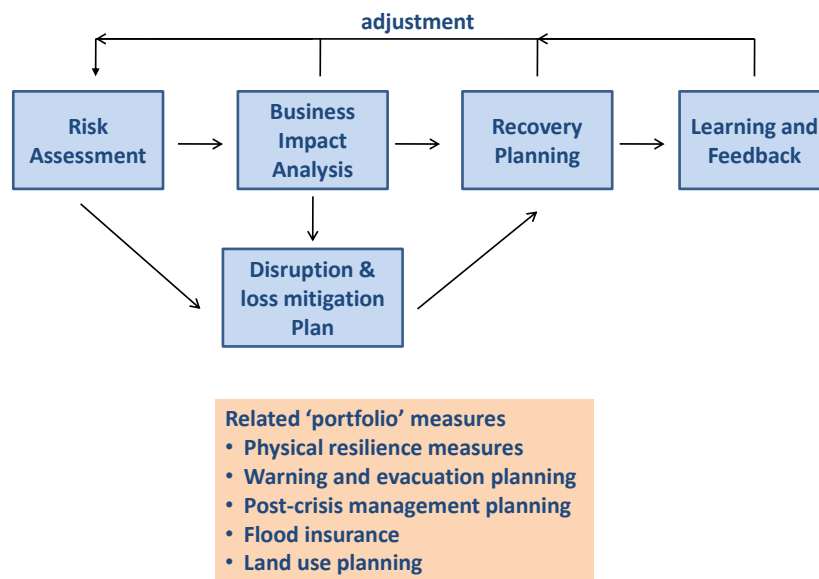 adjustment
Risk
Assessment
Business
Impact
Analysis
Recovery
Planning
Learning and
Feedback
Disruption &
loss mitigation
Plan
Related ‘portfolio’ measures
• Physical resilience measures
• Warning and evacuation planning
• Post-crisis management planning
• Flood insurance
• Land use planning